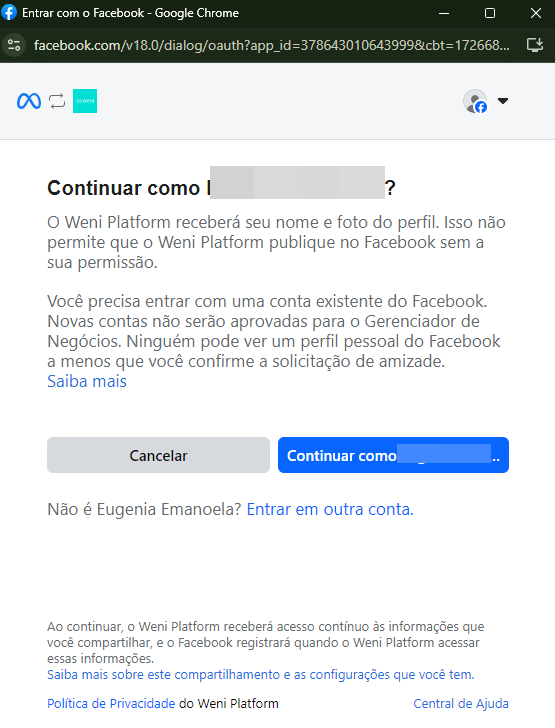 Entrar com o Facebook - Google Chrome
facebook.com/v18.0/dialog/oauth?app_id=378643010643999&cbt=172668...
Continuar como ?
O Weni Platform receberá seu nome e foto do perfil. Isso não
permite que o Weni Platform publique no Facebook sem a
sua permissão.
Você precisa entrar com uma conta existente do Facebook.
Novas contas não serão aprovadas para o Gerenciador de
Negócios. Ninguém pode ver um perfil pessoal do Facebook
a menos que você confirme a solicitação de amizade.
Saiba mais
Cancelar
Continuar como ..
Não é Eugenia Emanoela? Entrar em outra conta.
Ao continuar, o Weni Platform receberá acesso contínuo às informações que
você compartilhar, e o Facebook registrará quando o Weni Platform acessar
essas informações.
Saiba mais sobre este compartilhamento e as configurações que você tem.
Política de Privacidade do Weni Platform
Central de Ajuda